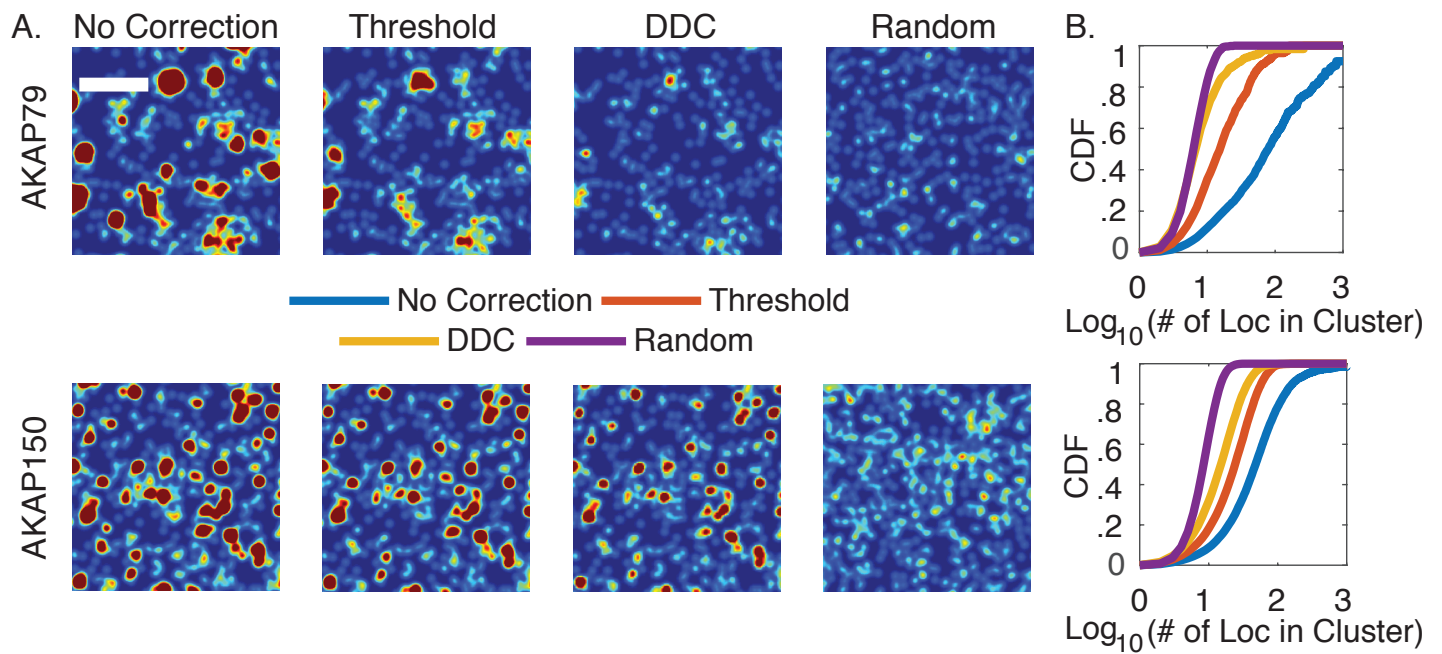 A.
No Correction Threshold DDC Random
AKAP79
No Correction Threshold
DDC Random
AKAP150
B.
1
.8
.6
.4
.2
0
CDF
0 1 2 3
Log10(# of Loc in Cluster)
1
.8
.6
.4
.2
0
CDF
0 1 2 3
Log10(# of Loc in Cluster)